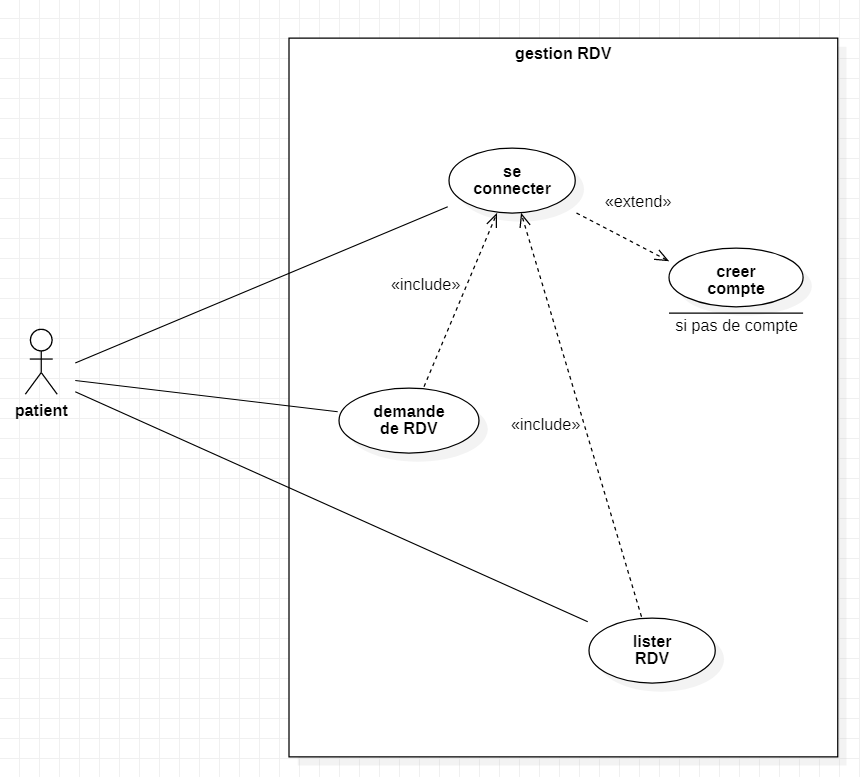 gestion RDV
se
connecter
«extend»
creer
compte
si pas de compte
«include»
patient
demande
de RDV
«include»
lister
RDV